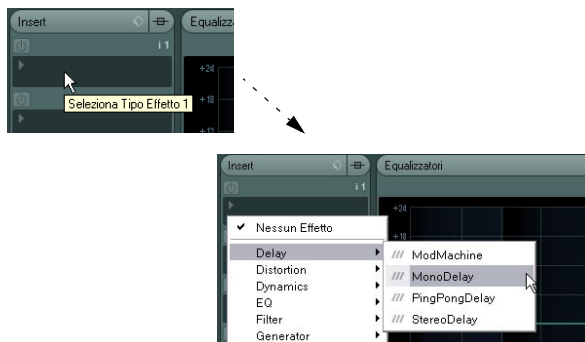 Insert
Equalizza
i 1
+24
Seleziona Tipo Effetto 1
+18
+12
Insert
Equalizzatori
i 1
+24
✔ Nessun Effetto
+18
Delay
Distortion
Dynamics
EQ
Filter
Generator
/// ModMachine
/// MonoDelay
/// PingPongDelay
/// StereoDelay